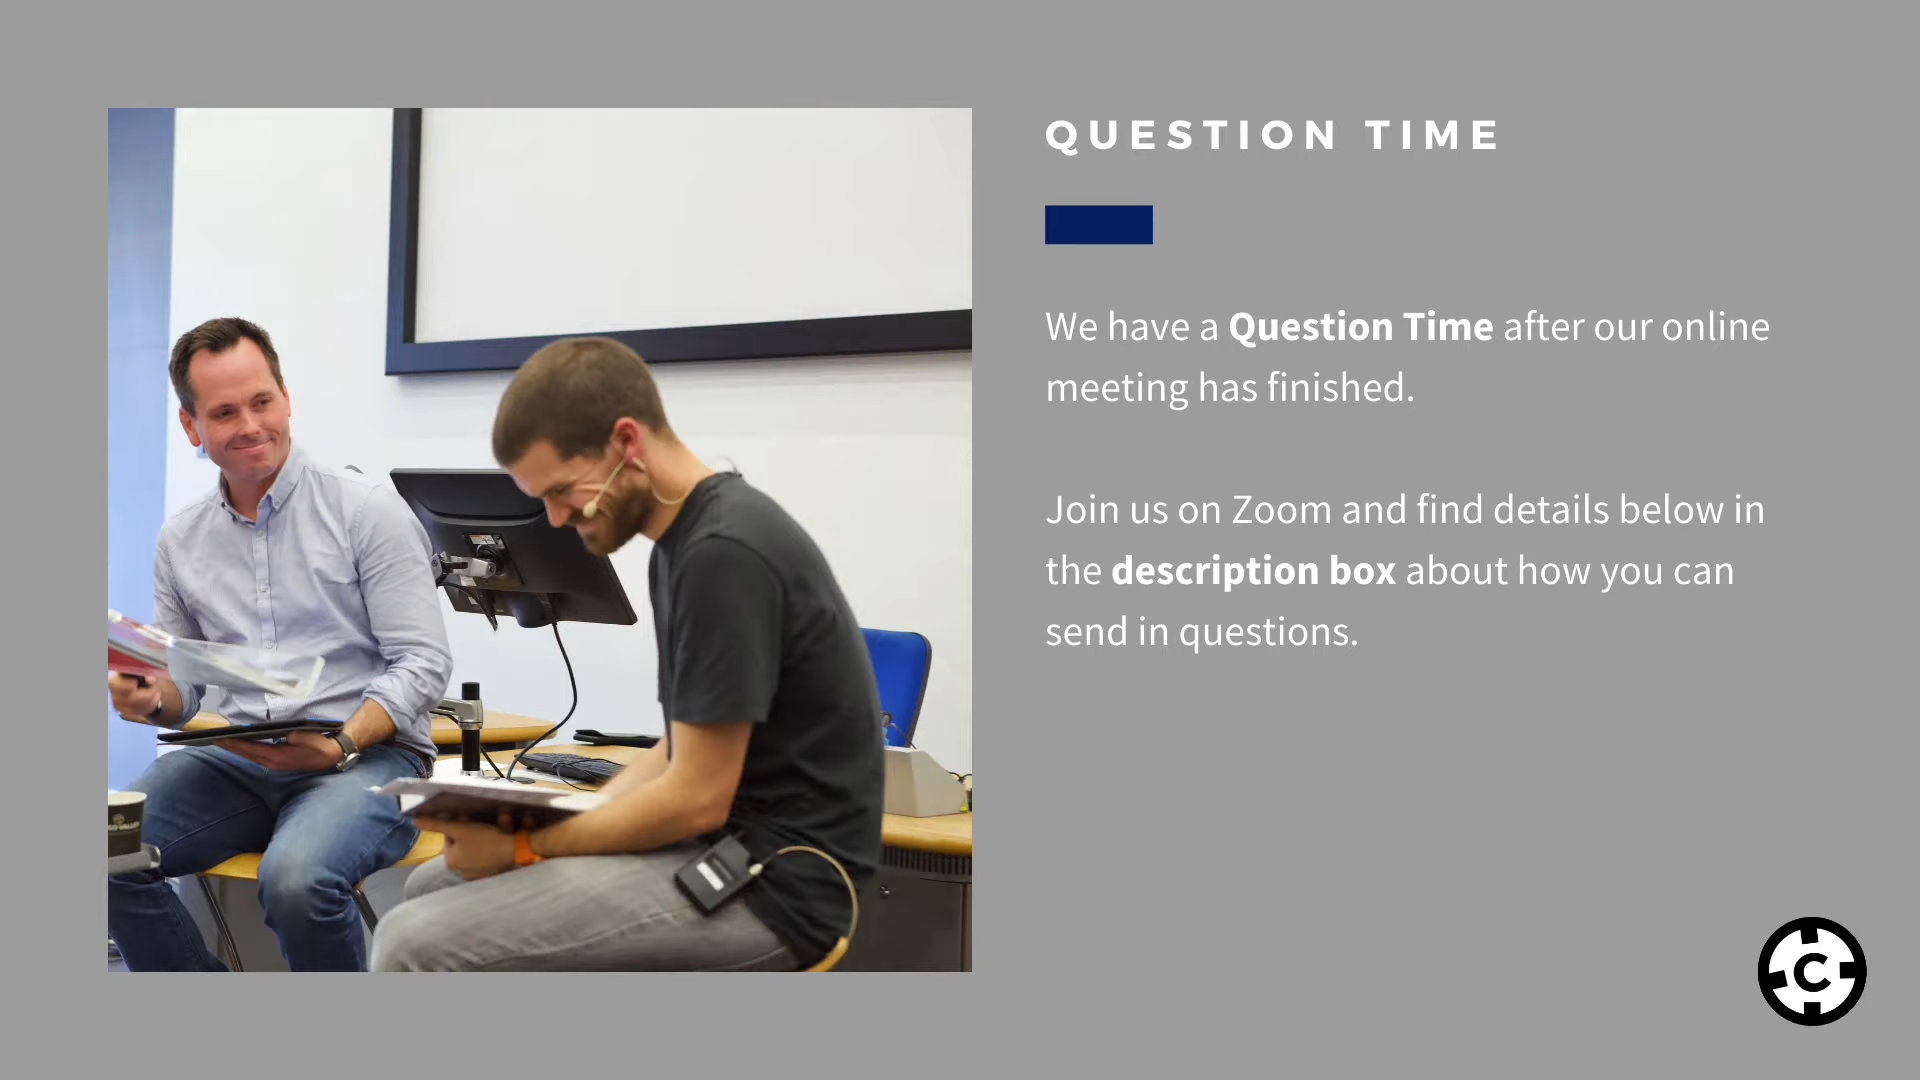 QUESTION TIME
We have a Question Time after our online
meeting has finished.
Join us on Zoom and find details below in
the description box about how you can
send in questions.
C